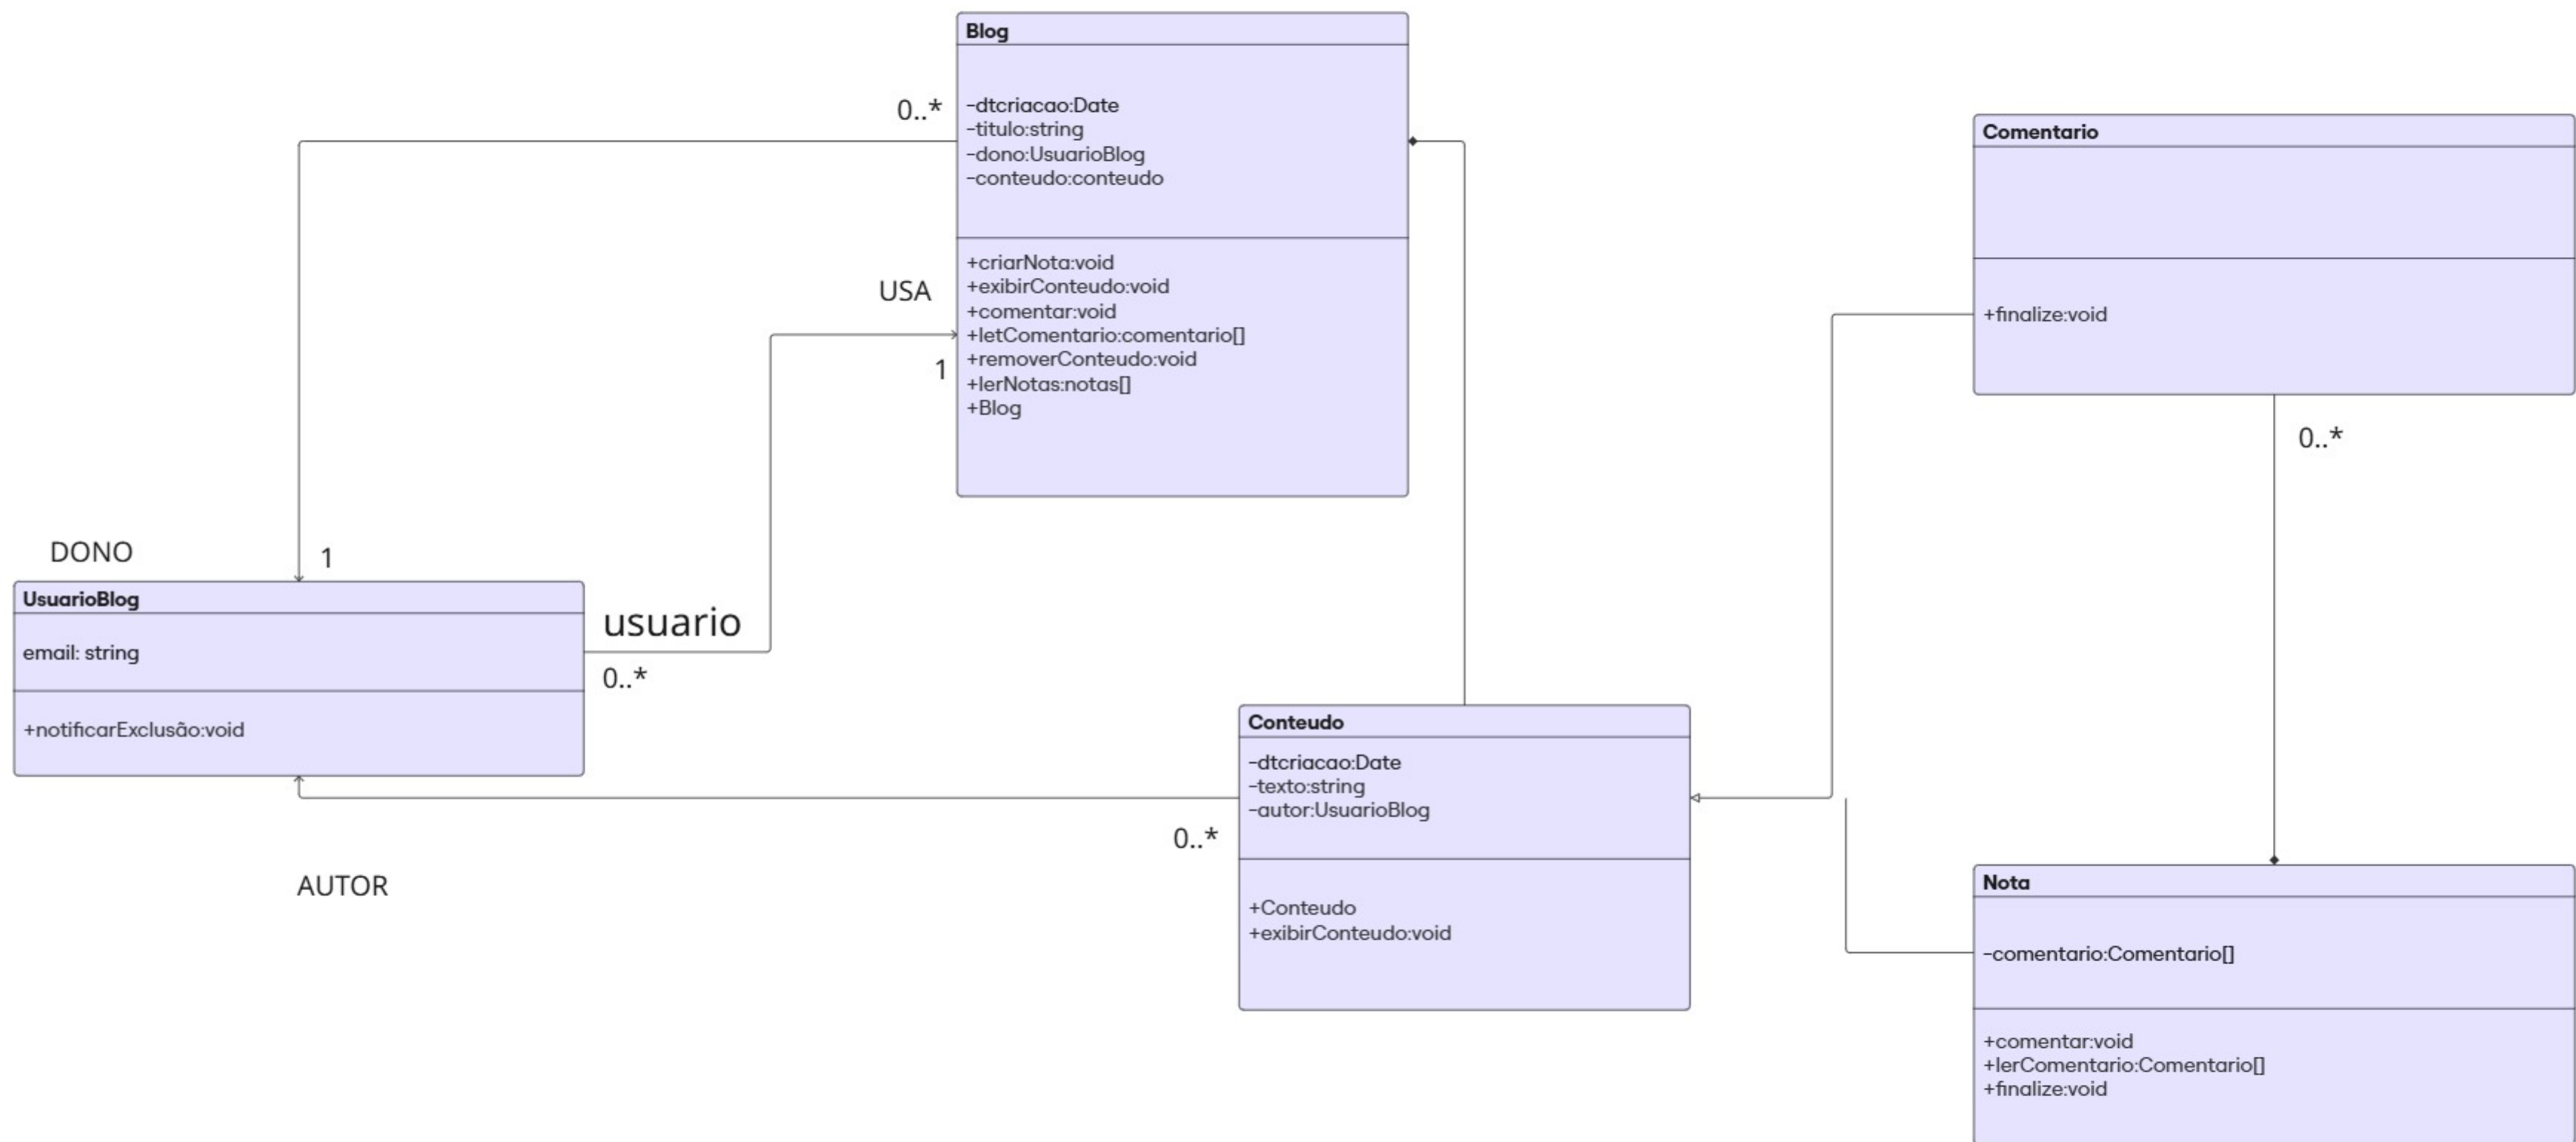 Blog
-dtcriacao:Date
-titulo:string
-dono:UsuarioBlog
-conteudo:conteudo
+criarNota:void
+exibirConteudo:void
+comentar:void
+letComentario:comentario[]
+removerConteudo:void
+lerNotas:notas[]
+Blog
0..*
USA
1
Comentario
+finalize:void
0..*
DONO
1
UsuarioBlog
email: string
+notificarExclusão:void
usuario
0..*
AUTOR
0..*
Conteudo
-dtcriacao:Date
-texto:string
-autor:UsuarioBlog
+Conteudo
+exibirConteudo:void
Nota
-comentario:Comentario[]
+comentar:void
+lerComentario:Comentario[]
+finalize:void